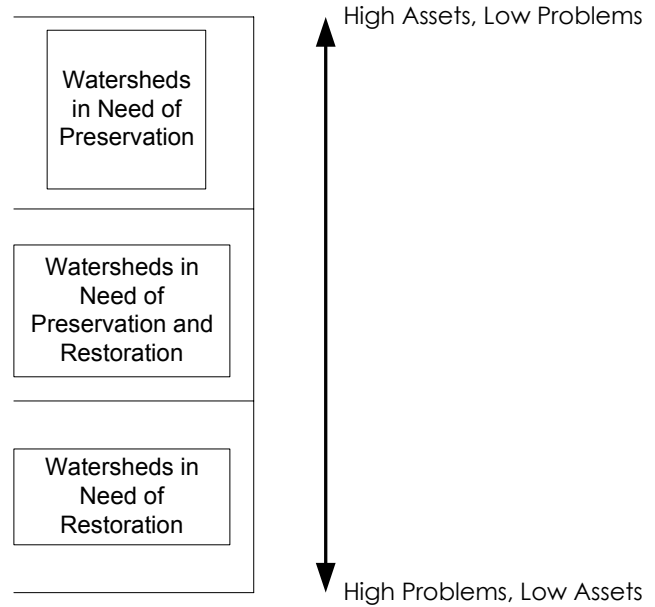 High Assets, Low Problems
Watersheds
in Need of
Preservation
Watersheds in
Need of
Preservation and
Restoration
Watersheds in
Need of
Restoration
High Problems, Low Assets